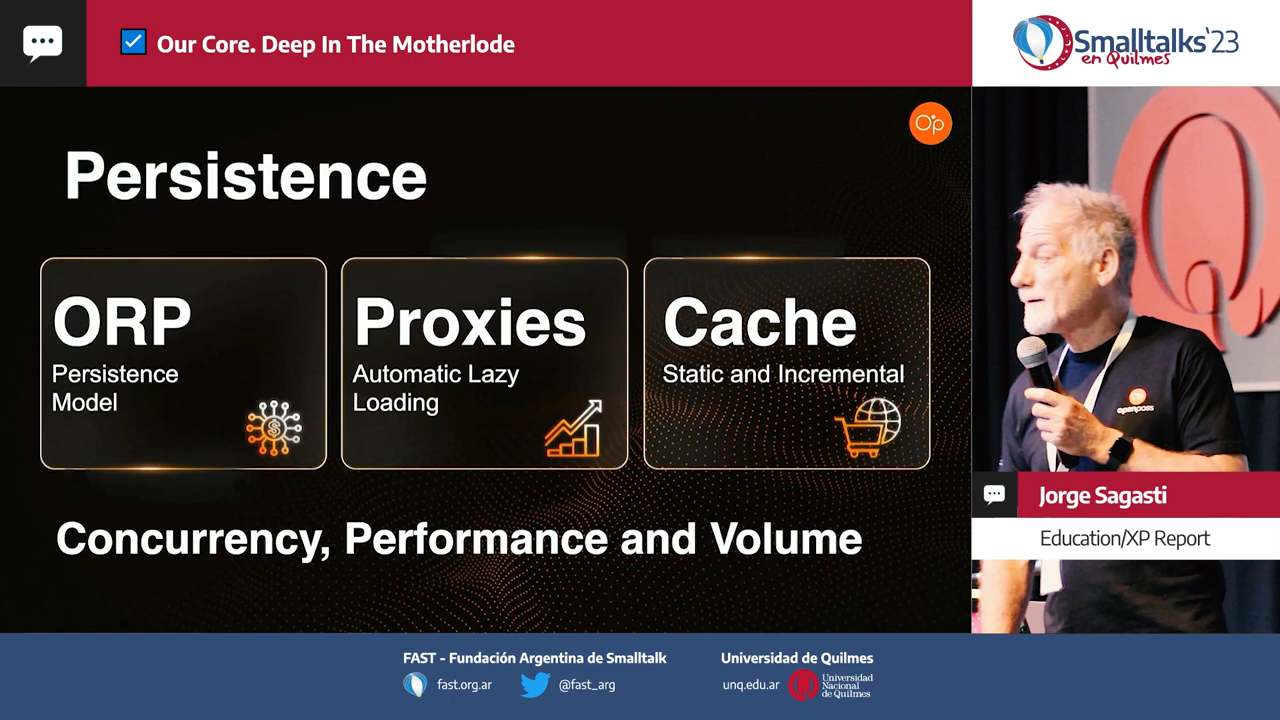 Our Core. Deep In The Motherlode
Smalltalks'23
en Quilmes
Op
Persistence
ORP
Persistence
Model
$
Proxies
Automatic Lazy
Loading
Cache
Static and Incremental
Concurrency, Performance and Volume
Q
openpass
Jorge Sagasti
Education/XP Report
FAST - Fundación Argentina de Smalltalk
fast.org.ar
@fast_arg
Universidad de Quilmes
unq.edu.ar
Universidad
Nacional
de Quilmes